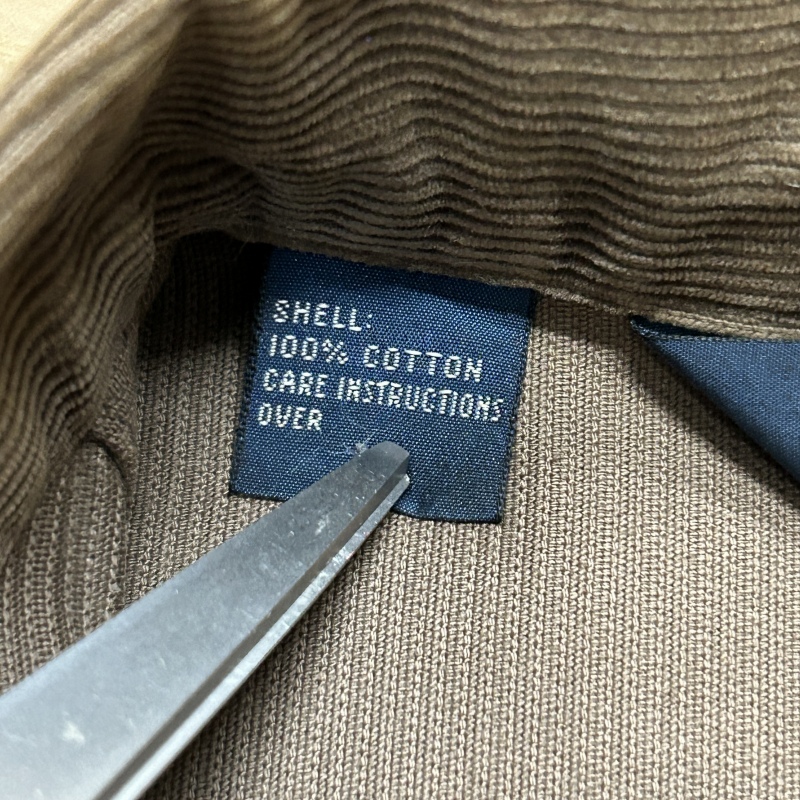 SHELL:
100% COTTON
CARE INSTRUCTIONS
OVER